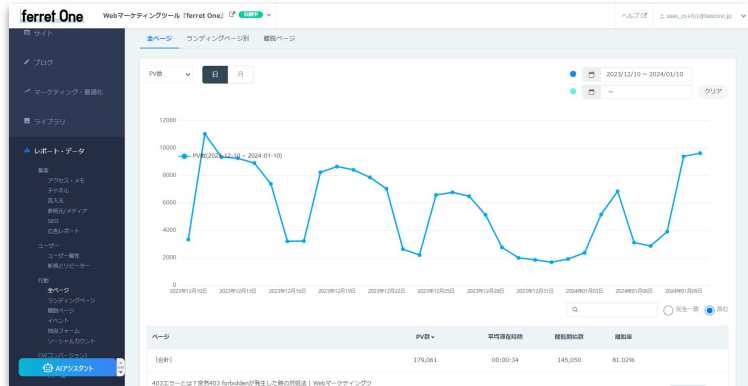 ferret One
Webマーケティングツール『ferret One』
公開中
ヘルプ
saas_cs+fo1@basicinc.jp
サイト
ブログ
マーケティング・最適化
ライブラリ
レポート・データ
集客
アクセス・メモ
チャネル
流入元
参照元/メディア
SEO
広告レポート
ユーザー
ユーザー属性
新規とリピーター
行動
全ページ
ランディングページ
離脱ページ
イベント
独自フォーム
ソーシャルカウント
CV(コンバージョン)
AIアシスタント
全ページ ランディングページ別 離脱ページ
PV数
日 月
2023/12/10 ~ 2024/01/10
~
クリア
12000
10000
PV数(2023-12-10 ~ 2024-01-10)
8000
6000
4000
2000
0
2023年12月10日 2023年12月13日 2023年12月16日 2023年12月19日 2023年12月22日 2023年12月25日 2023年12月28日 2023年12月31日 2024年01月03日 2024年01月06日 2024年01月09日
完全一致 含む
ページ PV数 平均滞在時間 閲覧開始数 離脱率
(合計) 179,061 00:00:34 145,050 81.02%
403エラーとは?突然403 forbiddenが発生した時の対処法 | Webマーケティングツ